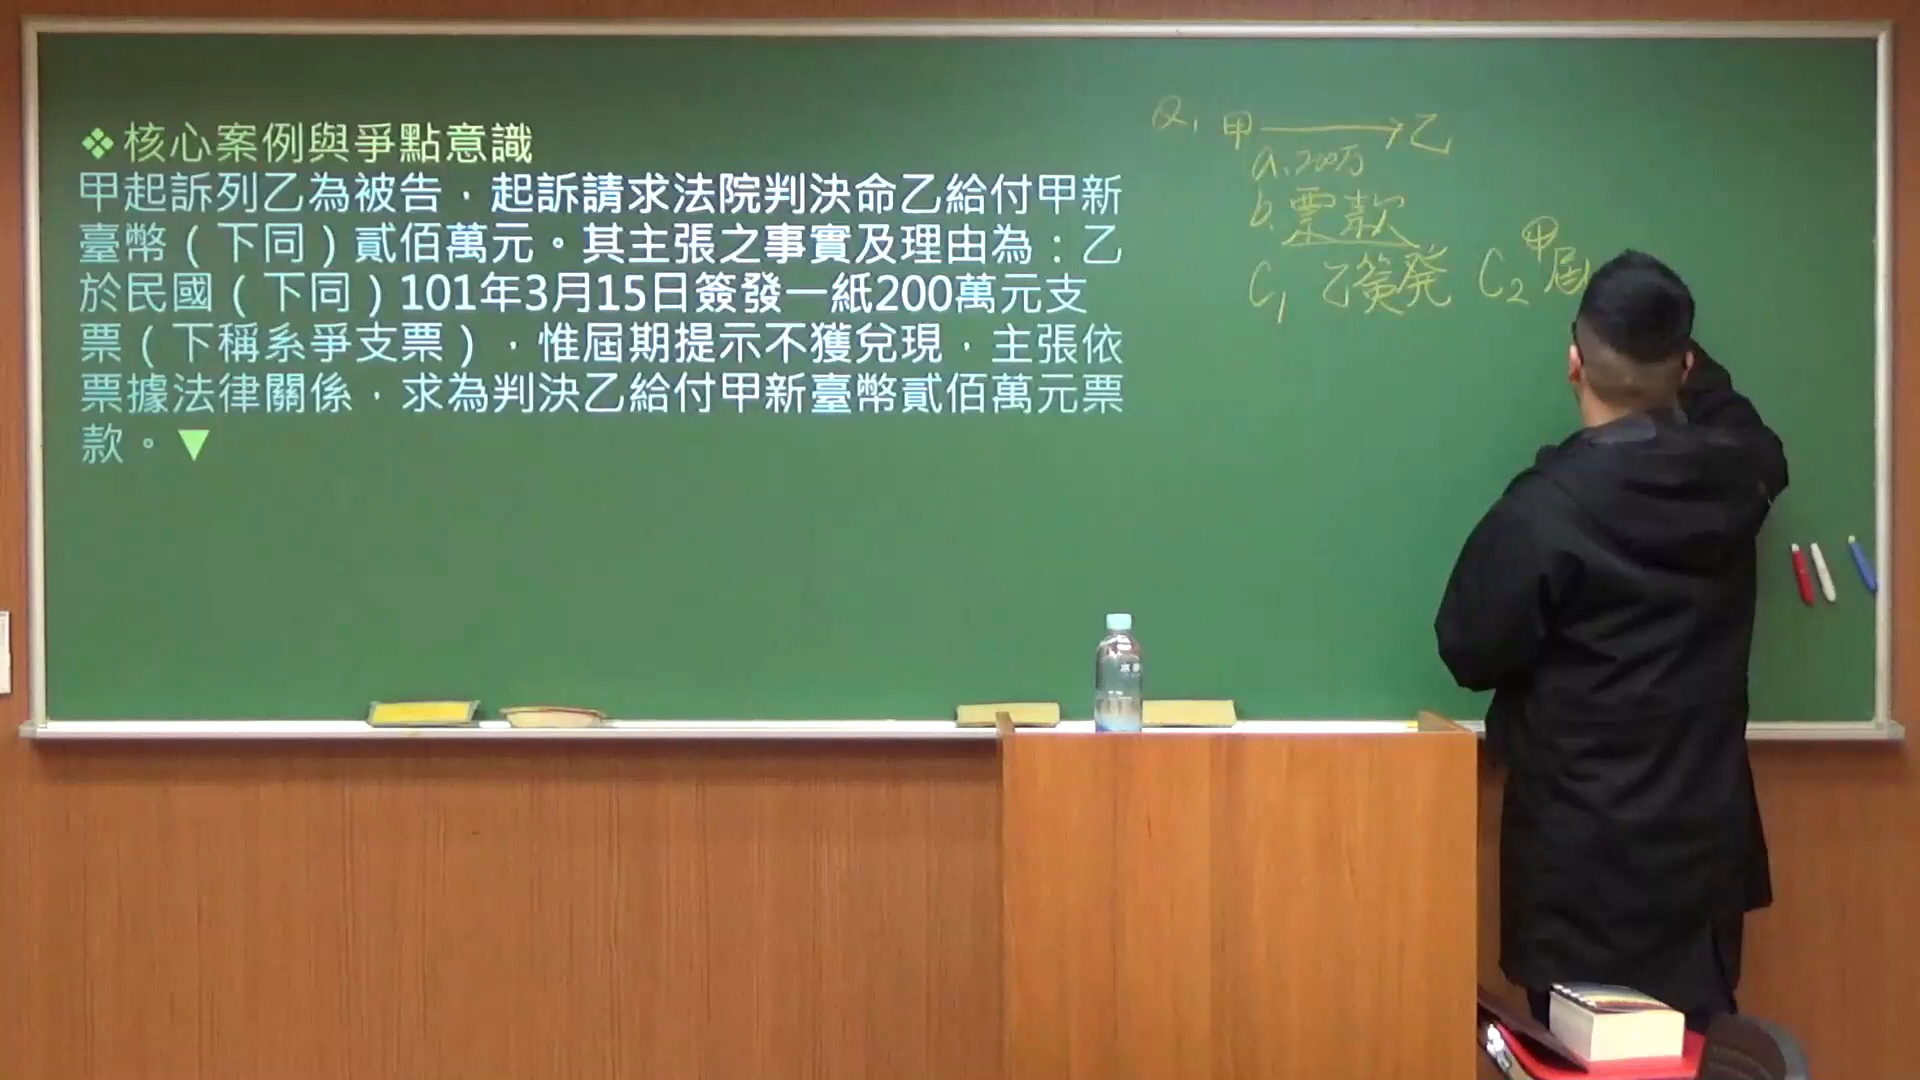 ❖核心案例與爭點意識
甲起訴列乙為被告，起訴請求法院判決命乙給付甲新
臺幣（下同）貳佰萬元。其主張之事實及理由為：乙
於民國（下同）101年3月15日簽發一紙200萬元支
票（下稱系爭支票），惟屆期提示不獲兌現，主張依
票據法律關係，求為判決乙給付甲新臺幣貳佰萬元票
款。▼
Q1 甲→乙
a.200万
b.票款
C1 乙簽発 C2 甲屆